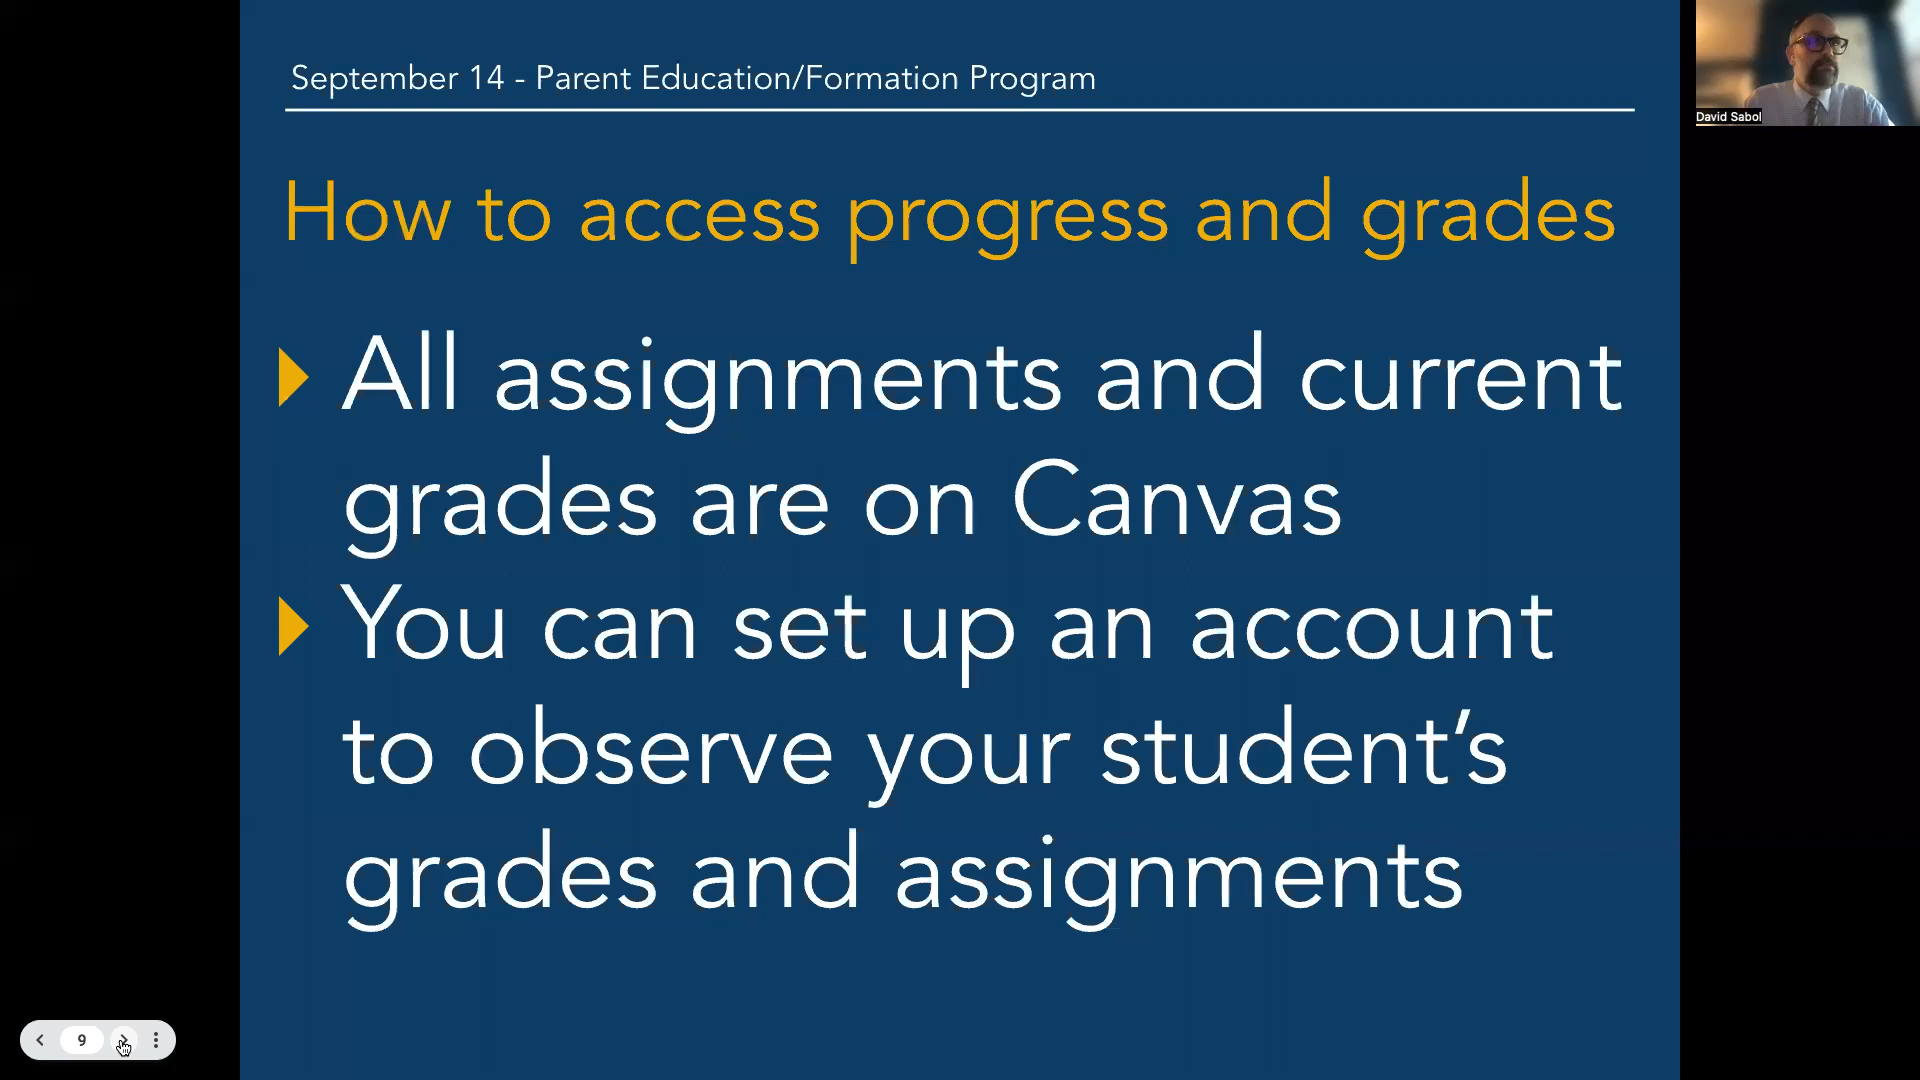 September 14 - Parent Education/Formation Program
David Sabol
How to access progress and grades
All assignments and current
grades are on Canvas
You can set up an account
to observe your student’s
grades and assignments
9